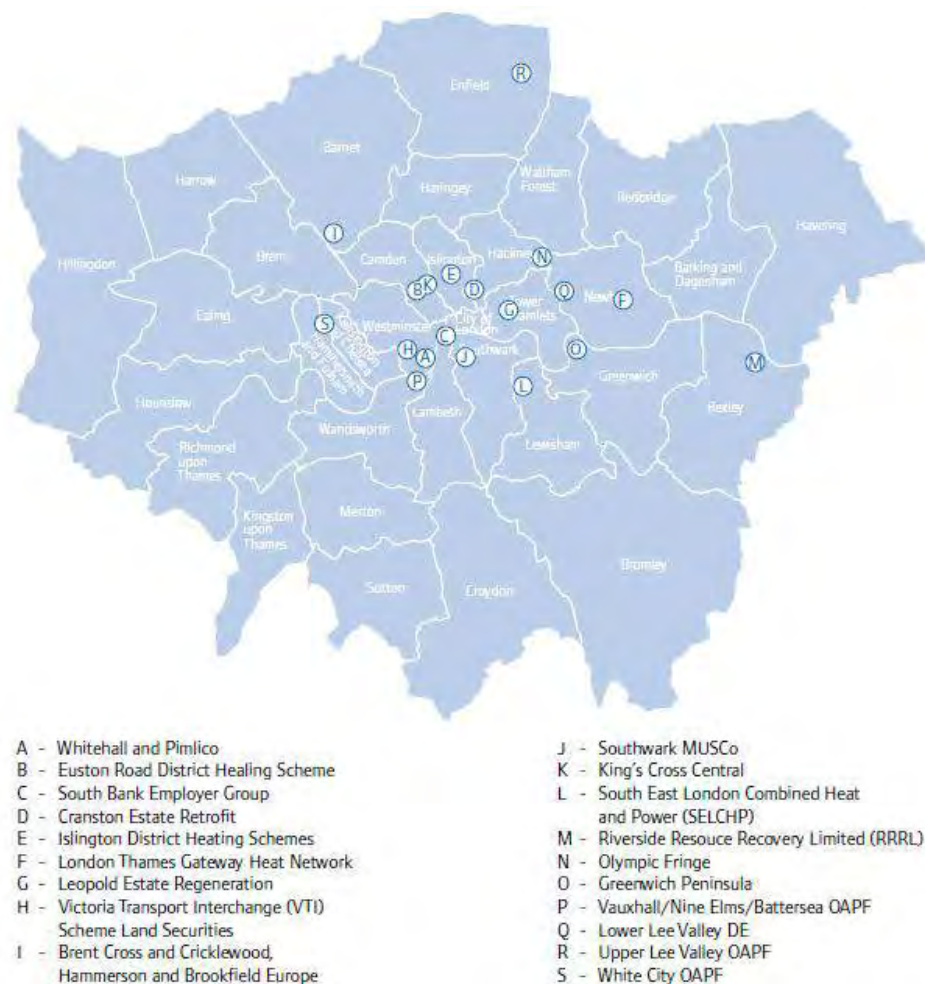 R
Enfield
Barnet
Harrow
Haringey
Waltham
Forest
Redbridge
Havering
I
Hillingdon
Brent
Camden
Islington
Hackney
N
E
B
K
D
Barking and
Dagenham
Ealing
Q
Newham
F
G
Tower
Hamlets
S
Westminster
City of
London
C
H
A
J
Southwark
O
M
P
L
Greenwich
Bexley
Hounslow
Lambeth
Wandsworth
Lewisham
Richmond
upon
Thames
Kingston
upon
Thames
Merton
Bromley
Sutton
Croydon
A - Whitehall and Pimlico
B - Euston Road District Healing Scheme
C - South Bank Employer Group
D - Cranston Estate Retrofit
E - Islington District Heating Schemes
F - London Thames Gateway Heat Network
G - Leopold Estate Regeneration
H - Victoria Transport Interchange (VTI)
Scheme Land Securities
I - Brent Cross and Cricklewood,
Hammerson and Brookfield Europe
J - Southwark MUSCo
K - King's Cross Central
L - South East London Combined Heat
and Power (SELCHP)
M - Riverside Resouce Recovery Limited (RRRL)
N - Olympic Fringe
O - Greenwich Peninsula
P - Vauxhall/Nine Elms/Battersea OAPF
Q - Lower Lee Valley DE
R - Upper Lee Valley OAPF
S - White City OAPF